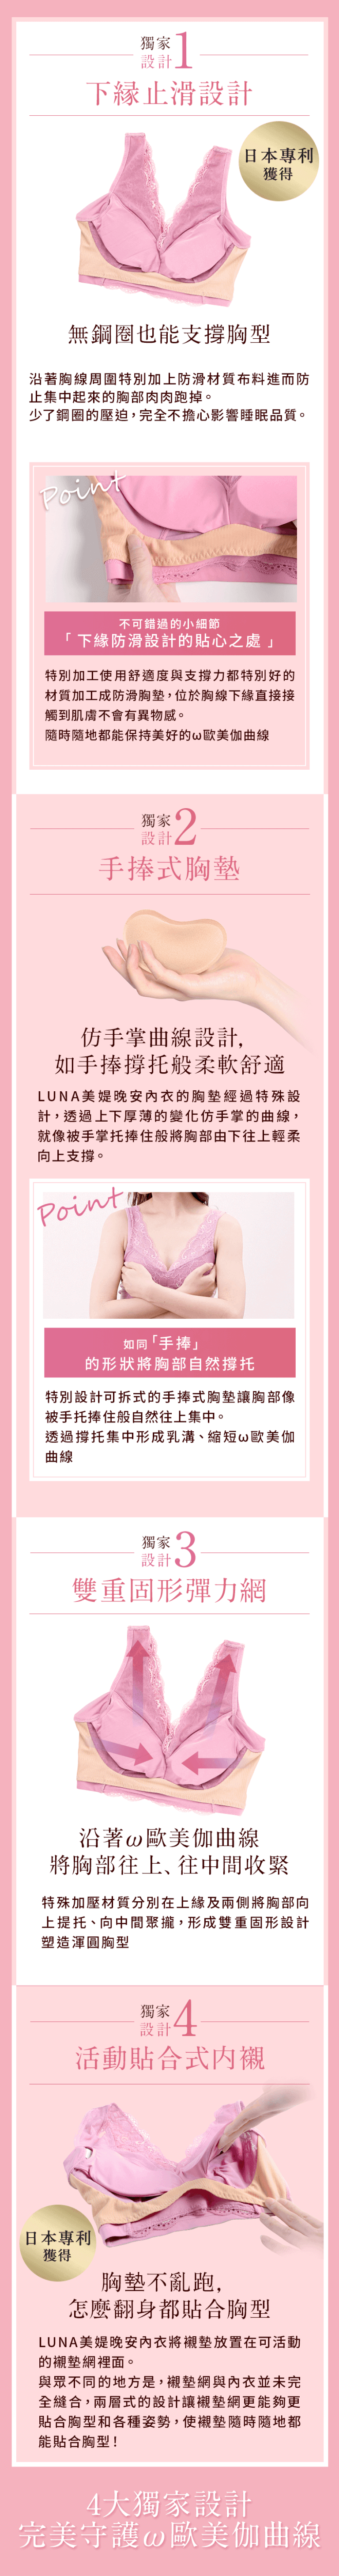 獨家
設計1
下緣止滑設計
日本專利
獲得
無鋼圈也能支撐胸型
沿著胸線周圍特別加上防滑材質布料進而防
止集中起來的胸部肉肉跑掉。
少了鋼圈的壓迫，完全不擔心影響睡眠品質。
Point
不可錯過的小細節
「 下緣防滑設計的貼心之處 」
特別加工使用舒適度與支撐力都特別好的
材質加工成防滑胸墊，位於胸線下緣直接接
觸到肌膚不會有異物感。
隨時隨地都能保持美好的ω歐美伽曲線
獨家
設計2
手捧式胸墊
仿手掌曲線設計，
如手捧撐托般柔軟舒適
LUNA美媞晚安內衣的胸墊經過特殊設
計，透過上下厚薄的變化仿手掌的曲線，
就像被手掌托捧住般將胸部由下往上輕柔
向上支撐。
Point
如同「手捧」
的形狀將胸部自然撐托
特別設計可拆式的手捧式胸墊讓胸部像
被手托捧住般自然往上集中。
透過撐托集中形成乳溝、縮短ω歐美伽
曲線
獨家
設計3
雙重固形彈力網
沿著ω歐美伽曲線
將胸部往上、往中間收緊
特殊加壓材質分別在上緣及兩側將胸部向
上提托、向中間聚攏，形成雙重固形設計
塑造渾圓胸型
獨家
設計4
活動貼合式內襯
日本專利
獲得
胸墊不亂跑，
怎麼翻身都貼合胸型
LUNA美媞晚安內衣將襯墊放置在可活動
的襯墊網裡面。
與眾不同的地方是，襯墊網與內衣並未完
全縫合，兩層式的設計讓襯墊網更能夠更
貼合胸型和各種姿勢，使襯墊隨時隨地都
能貼合胸型！
4大獨家設計
完美守護ω歐美伽曲線